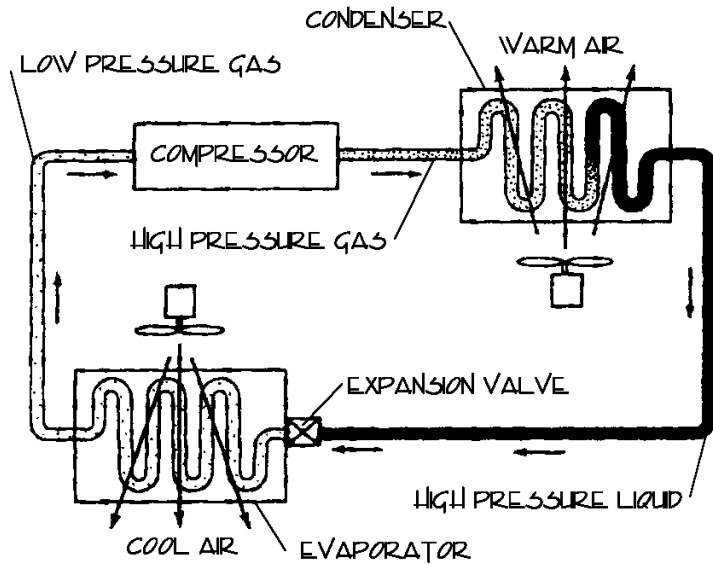 CONDENSER
WARM AIR
LOW PRESSURE GAS
COMPRESSOR
HIGH PRESSURE GAS
EXPANSION VALVE
HIGH PRESSURE LIQUID
COOL AIR
EVAPORATOR